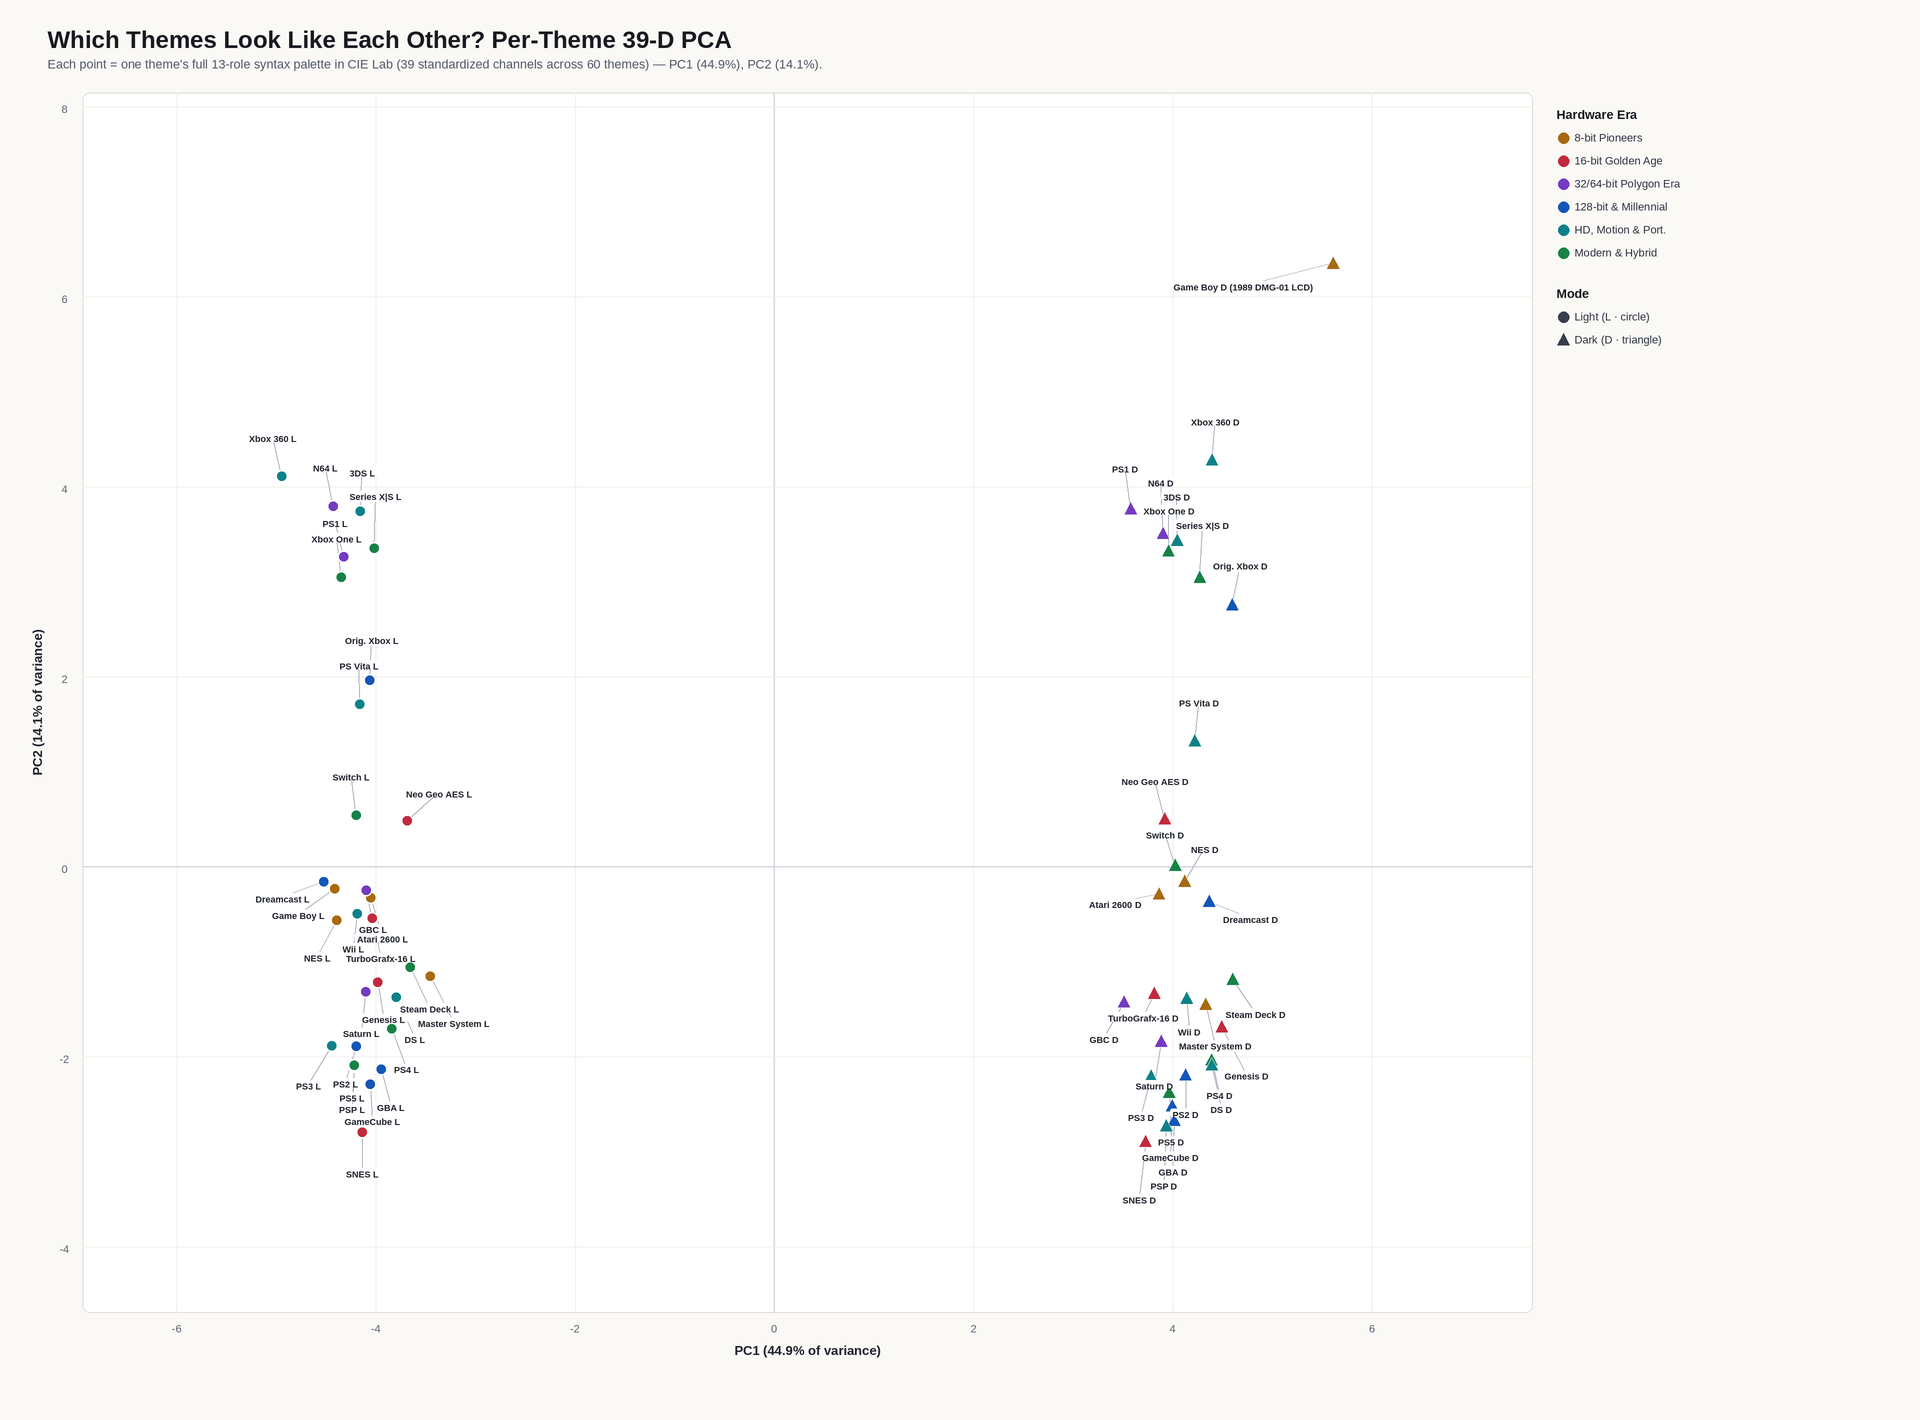 Which Themes Look Like Each Other? Per-Theme 39-D PCA
Each point = one theme's full 13-role syntax palette in CIE Lab (39 standardized channels across 60 themes) — PC1 (44.9%), PC2 (14.1%).
Hardware Era
8-bit Pioneers
16-bit Golden Age
32/64-bit Polygon Era
128-bit & Millennial
HD, Motion & Port.
Modern & Hybrid
Mode
Light (L · circle)
Dark (D · triangle)
8
6
4
2
0
-2
-4
PC2 (14.1% of variance)
Game Boy D (1989 DMG-01 LCD)
Xbox 360 D
Xbox 360 L
N64 L
3DS L
Series X|S L
PS1 L
Xbox One L
PS1 D
N64 D
3DS D
Xbox One D
Series X|S D
Orig. Xbox D
Orig. Xbox L
PS Vita L
PS Vita D
Switch L
Neo Geo AES L
Neo Geo AES D
Switch D
NES D
Atari 2600 D
Dreamcast D
Dreamcast L
Game Boy L
GBC L
Atari 2600 L
Wii L
NES L
TurboGrafx-16 L
Steam Deck L
Genesis L
Master System L
Saturn L
DS L
PS4 L
PS3 L
PS2 L
PS5 L
PSP L
GBA L
GameCube L
SNES L
Steam Deck D
TurboGrafx-16 D
Wii D
GBC D
Master System D
Genesis D
Saturn D
PS4 D
DS D
PS3 D
PS2 D
PS5 D
GameCube D
GBA D
PSP D
SNES D
-6
-4
-2
0
2
4
6
PC1 (44.9% of variance)